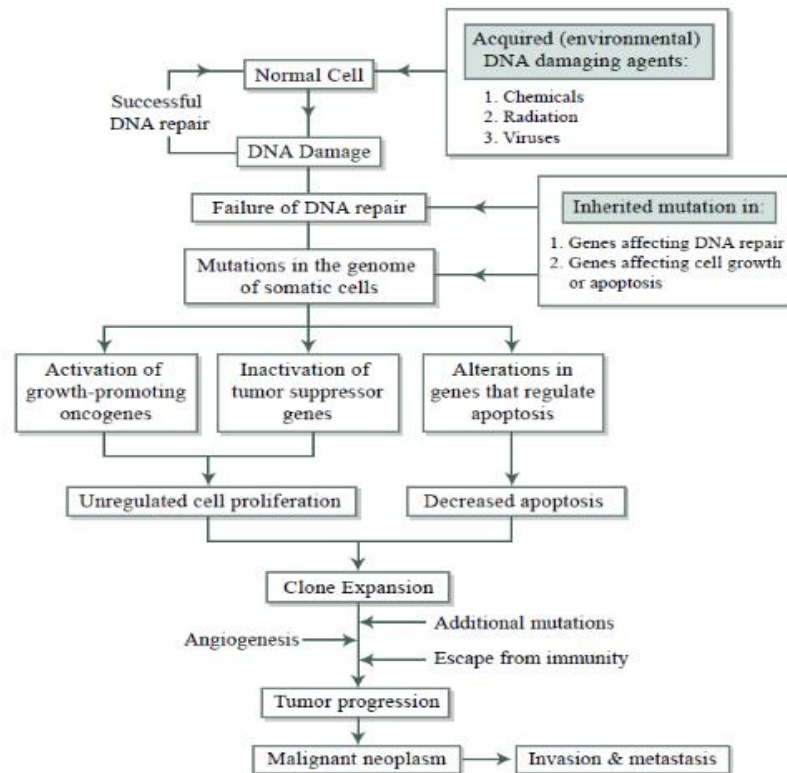 Acquired (environmental)
DNA damaging agents:
1. Chemicals
2. Radiation
3. Viruses
Normal Cell
Successful
DNA repair
DNA Damage
Failure of DNA repair
Inherited mutation in:
1. Genes affecting DNA repair
2. Genes affecting cell growth
or apoptosis
Mutations in the genome
of somatic cells
Activation of
growth-promoting
oncogenes
Inactivation of
tumor suppressor
genes
Alterations in
genes that regulate
apoptosis
Unregulated cell proliferation
Decreased apoptosis
Clone Expansion
Additional mutations
Angiogenesis
Escape from immunity
Tumor progression
Malignant neoplasm
Invasion & metastasis